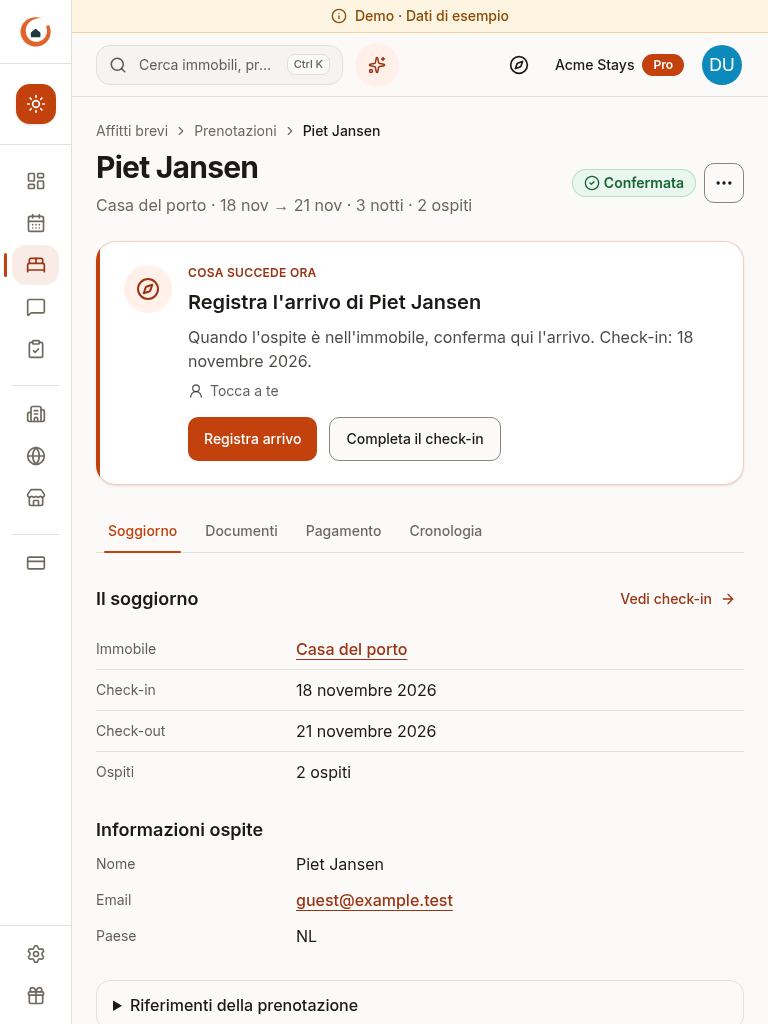 Demo · Dati di esempio
Cerca immobili, pr... Ctrl K
Acme Stays Pro DU
Affitti brevi > Prenotazioni > Piet Jansen
Piet Jansen
Casa del porto · 18 nov → 21 nov · 3 notti · 2 ospiti
Confermata
COSA SUCCEDE ORA
Registra l'arrivo di Piet Jansen
Quando l'ospite è nell'immobile, conferma qui l'arrivo. Check-in: 18
novembre 2026.
Tocca a te
Registra arrivo Completa il check-in
Soggiorno Documenti Pagamento Cronologia
Il soggiorno Vedi check-in →
Immobile Casa del porto
Check-in 18 novembre 2026
Check-out 21 novembre 2026
Ospiti 2 ospiti
Informazioni ospite
Nome Piet Jansen
Email guest@example.test
Paese NL
Riferimenti della prenotazione